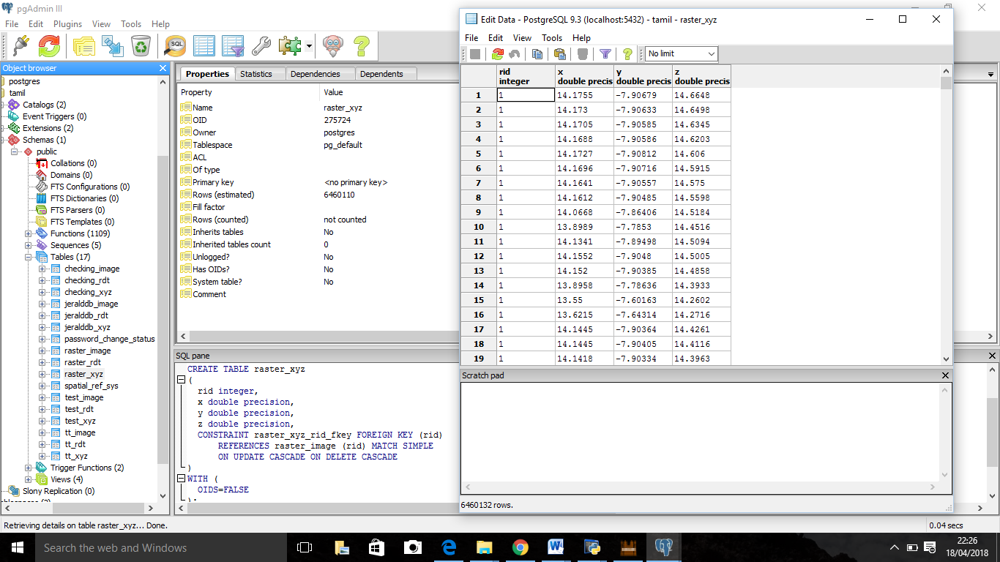 pgAdmin III
File Edit Plugins View Tools Help
SQL
Object browser
postgres
tamil
Catalogs (2)
Event Triggers (0)
Extensions (2)
Schemas (1)
public
Collations (0)
Domains (0)
FTS Configurations (0)
FTS Dictionaries (0)
FTS Parsers (0)
FTS Templates (0)
Functions (1109)
Sequences (5)
Tables (17)
checking_image
checking_rdt
checking_xyz
jeralddb_image
jeralddb_rdt
jeralddb_xyz
password_change_status
raster_image
raster_rdt
raster_xyz
spatial_ref_sys
test_image
test_rdt
test_xyz
tt_image
tt_rdt
tt_xyz
Trigger Functions (2)
Views (4)
Slony Replication (0)
Properties Statistics Dependencies Dependents
Property Value
Name raster_xyz
OID 275724
Owner postgres
Tablespace pg_default
ACL
Of type
Primary key <no primary key>
Rows (estimated) 6460110
Fill factor
Rows (counted) not counted
Inherits tables No
Inherited tables count 0
Unlogged? No
Has OIDs? No
System table? No
Comment
SQL pane
CREATE TABLE raster_xyz
(
rid integer,
x double precision,
y double precision,
z double precision,
CONSTRAINT raster_xyz_rid_fkey FOREIGN KEY (rid)
REFERENCES raster_image (rid) MATCH SIMPLE
ON UPDATE CASCADE ON DELETE CASCADE
)
WITH (
OIDS=FALSE
);
Edit Data - PostgreSQL 9.3 (localhost:5432) - tamil - raster_xyz
File Edit View Tools Help
No limit
rid x y z
integer double precis double precis double precis
1 1 14.1755 -7.90679 14.6648
2 1 14.173 -7.90633 14.6498
3 1 14.1705 -7.90585 14.6345
4 1 14.1688 -7.90586 14.6203
5 1 14.1727 -7.90812 14.606
6 1 14.1696 -7.90716 14.5915
7 1 14.1641 -7.90557 14.575
8 1 14.1612 -7.90485 14.5598
9 1 14.0668 -7.86406 14.5184
10 1 13.8989 -7.7853 14.4516
11 1 14.1341 -7.89498 14.5094
12 1 14.1552 -7.9048 14.5005
13 1 14.152 -7.90385 14.4858
14 1 13.8958 -7.78636 14.3933
15 1 13.55 -7.60163 14.2602
16 1 13.6215 -7.64314 14.2716
17 1 14.1445 -7.90364 14.4261
18 1 14.1445 -7.90405 14.4116
19 1 14.1418 -7.90334 14.3963
Scratch pad
6460132 rows.
Retrieving details on table raster_xyz... Done.
0.04 secs
Search the web and Windows
22:26
18/04/2018